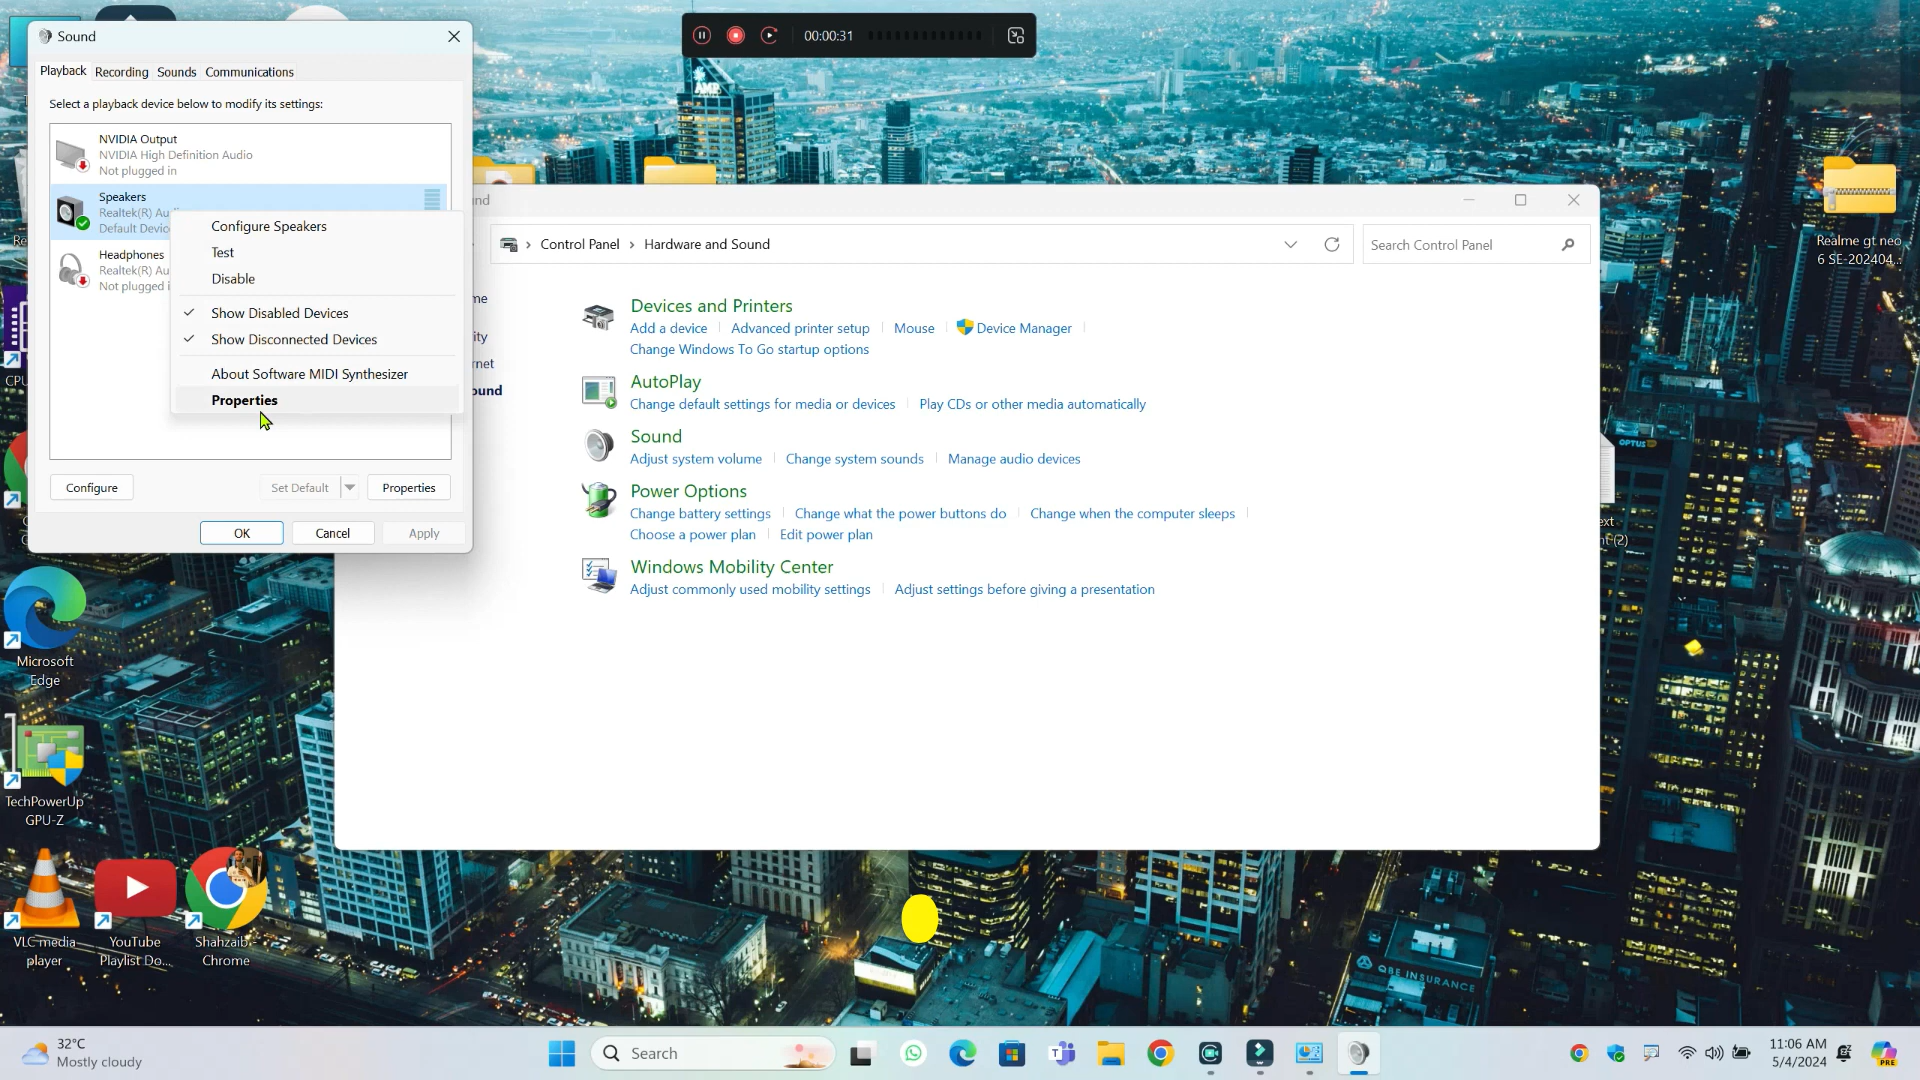 Sound
00:00:31
Playback Recording Sounds Communications
Select a playback device below to modify its settings:
NVIDIA Output
NVIDIA High Definition Audio
Not plugged in
Speakers
Realtek(R)
Default
Headphones
Realtek(R)
Not plugged
Configure Speakers
Test
Disable
Show Disabled Devices
Show Disconnected Devices
About Software MIDI Synthesizer
Properties
Configure
Set Default
Properties
OK
Cancel
Apply
Control Panel
Hardware and Sound
Search Control Panel
Devices and Printers
Add a device
Advanced printer setup
Mouse
Device Manager
Change Windows To Go startup options
AutoPlay
Change default settings for media or devices
Play CDs or other media automatically
Sound
Adjust system volume
Change system sounds
Manage audio devices
Power Options
Change battery settings
Change what the power buttons do
Change when the computer sleeps
Choose a power plan
Edit power plan
Windows Mobility Center
Adjust commonly used mobility settings
Adjust settings before giving a presentation
Realme gt neo
6 SE-202404...
AMP
OPTUS
QBE INSURANCE
Microsoft
Edge
TechPowerUp
GPU-Z
VLC media
player
YouTube
Playlist Do...
Shahzaib -
Chrome
32°C
Mostly cloudy
Search
11:06 AM
5/4/2024
PRE